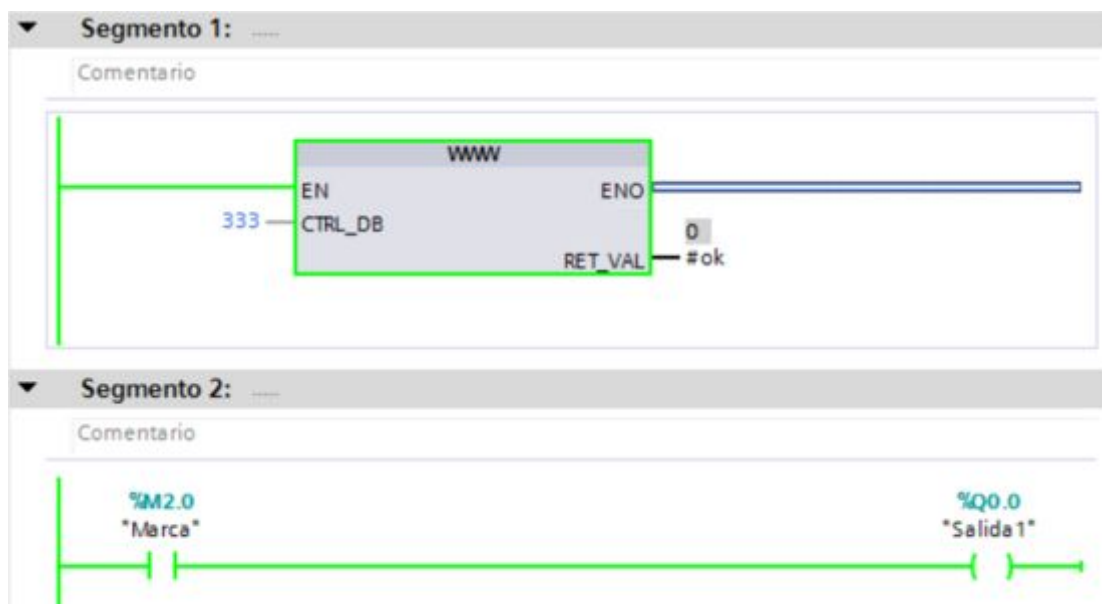 Segmento 1: .....
Comentario
WWW
EN
ENO
333
CTRL_DB
0
RET_VAL
#ok
Segmento 2: .....
Comentario
%M2.0
"Marca"
%Q0.0
"Salida1"